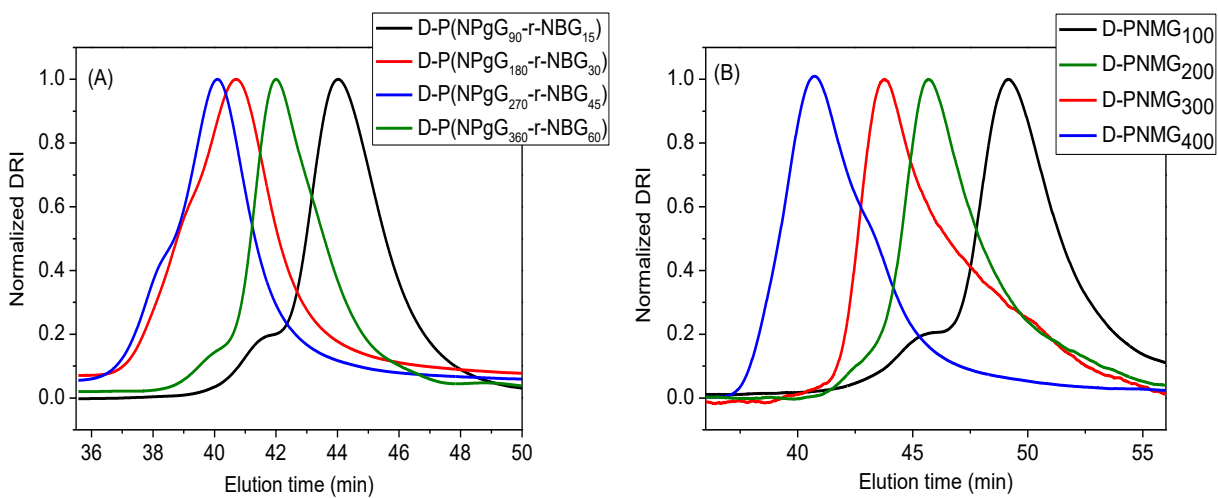 D-P(NPgG90-r-NBG15)
D-P(NPgG180-r-NBG30)
D-P(NPgG270-r-NBG45)
D-P(NPgG360-r-NBG60)
(A)
1.0
0.8
0.6
0.4
0.2
0.0
Normalized DRI
36 38 40 42 44 46 48 50
Elution time (min)
D-PNMG100
D-PNMG200
D-PNMG300
D-PNMG400
(B)
1.0
0.8
0.6
0.4
0.2
0.0
Normalized DRI
40 45 50 55
Elution time (min)